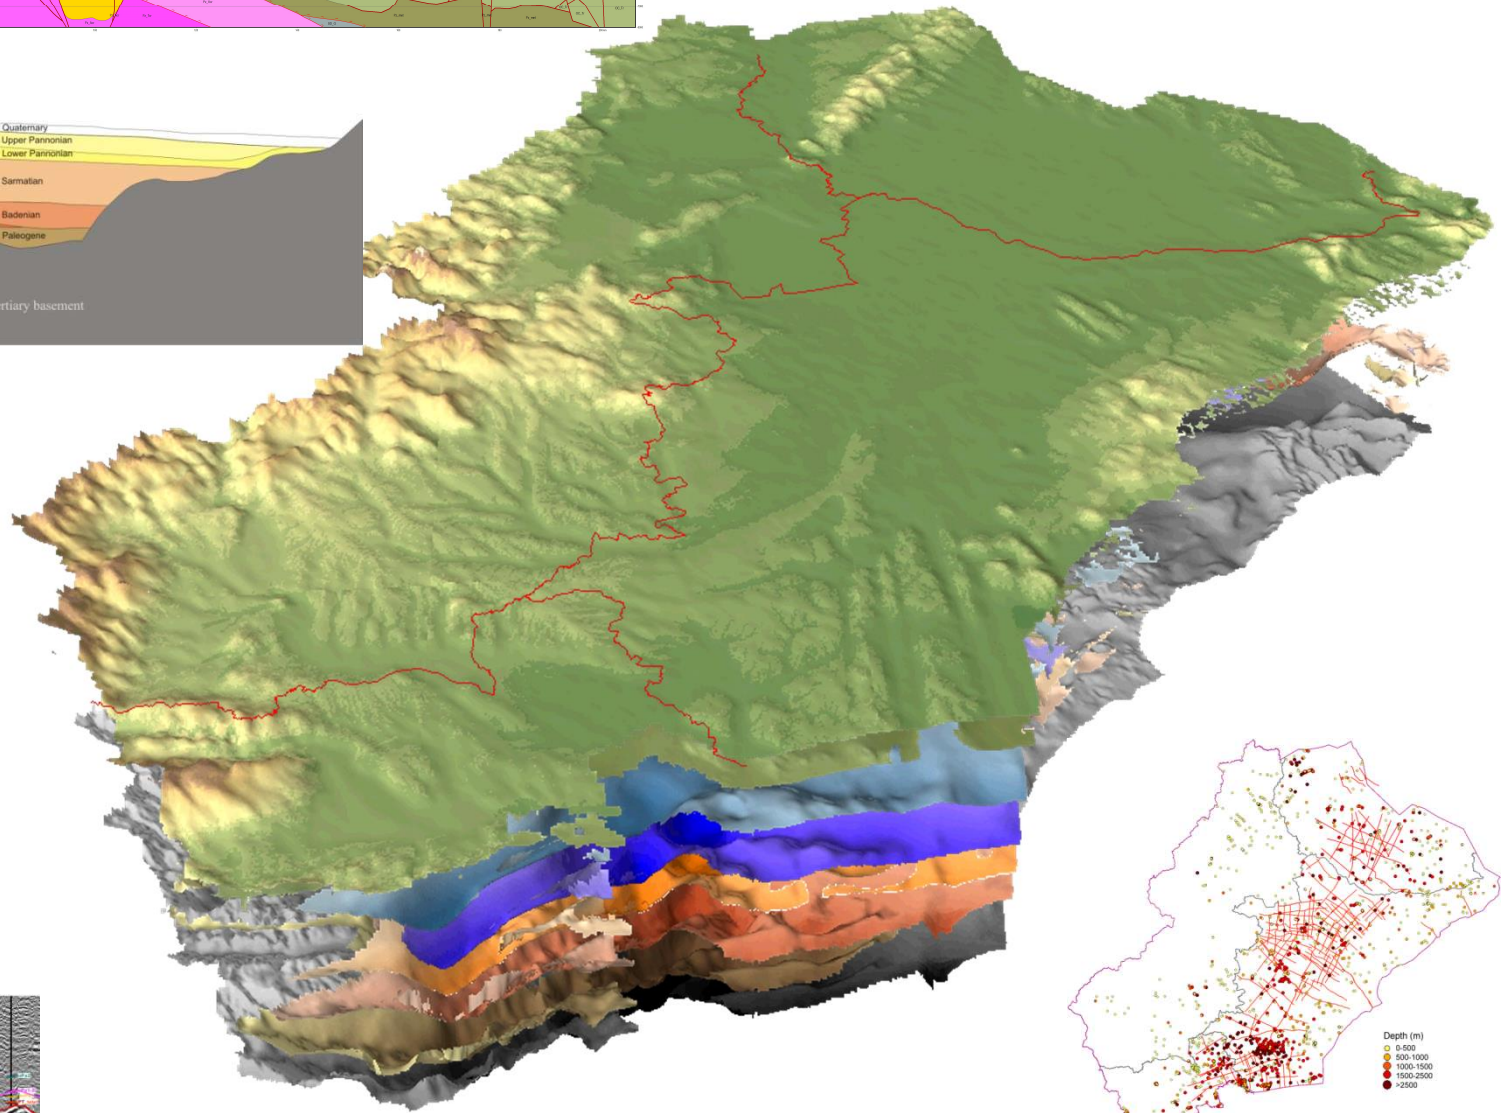 Quaternary
Upper Pannonian
Lower Pannonian
Sarmatian
Badenian
Paleogene
rtiary basement
Depth (m)
0-500
500-1000
1000-1500
1500-2500
>2500